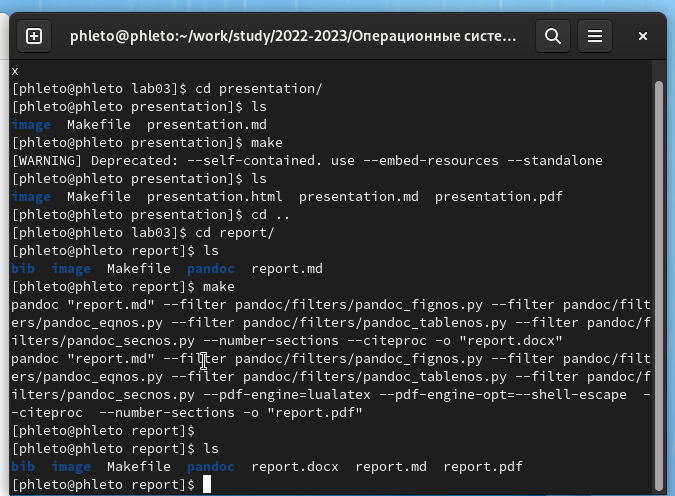 phleto@phleto:~/work/study/2022-2023/Операционные систе…
x
[phleto@phleto lab03]$ cd presentation/
[phleto@phleto presentation]$ ls
image  Makefile  presentation.md
[phleto@phleto presentation]$ make
[WARNING] Deprecated: --self-contained. use --embed-resources --standalone
[phleto@phleto presentation]$ ls
image  Makefile  presentation.html  presentation.md  presentation.pdf
[phleto@phleto presentation]$ cd ..
[phleto@phleto lab03]$ cd report/
[phleto@phleto report]$ ls
bib  image  Makefile  pandoc  report.md
[phleto@phleto report]$ make
pandoc "report.md" --filter pandoc/filters/pandoc_fignos.py --filter pandoc/filt
ers/pandoc_eqnos.py --filter pandoc/filters/pandoc_tablenos.py --filter pandoc/f
ilters/pandoc_secnos.py --number-sections --citeproc -o "report.docx"
pandoc "report.md" --filter pandoc/filters/pandoc_fignos.py --filter pandoc/filt
ers/pandoc_eqnos.py --filter pandoc/filters/pandoc_tablenos.py --filter pandoc/f
ilters/pandoc_secnos.py --pdf-engine=lualatex --pdf-engine-opt=--shell-escape  -
-citeproc  --number-sections -o "report.pdf"
[phleto@phleto report]$
[phleto@phleto report]$ ls
bib  image  Makefile  pandoc  report.docx  report.md  report.pdf
[phleto@phleto report]$